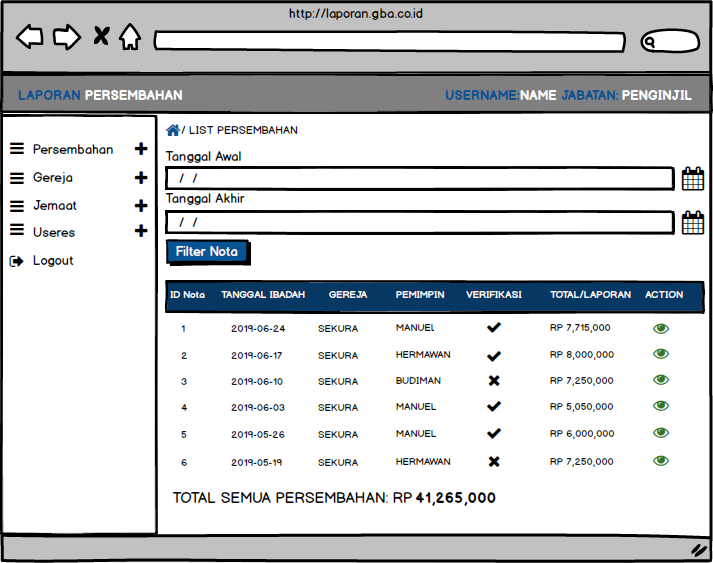 http://laporan.gba.co.id
LAPORAN PERSEMBAHAN USERNAME:NAME JABATAN: PENGINJIL
Persembahan
Gereja
Jemaat
Useres
Logout
/ LIST PERSEMBAHAN
Tanggal Awal
/ /
Tanggal Akhir
/ /
Filter Nota
ID Nota TANGGAL IBADAH GEREJA PEMIMPIN VERIFIKASI TOTAL/LAPORAN ACTION
1 2019-06-24 SEKURA MANUEL RP 7,715,000
2 2019-06-17 SEKURA HERMAWAN RP 8,000,000
3 2019-06-10 SEKURA BUDIMAN RP 7,250,000
4 2019-06-03 SEKURA MANUEL RP 5,050,000
5 2019-05-26 SEKURA MANUEL RP 6,000,000
6 2019-05-19 SEKURA HERMAWAN RP 7,250,000
TOTAL SEMUA PERSEMBAHAN: RP 41,265,000